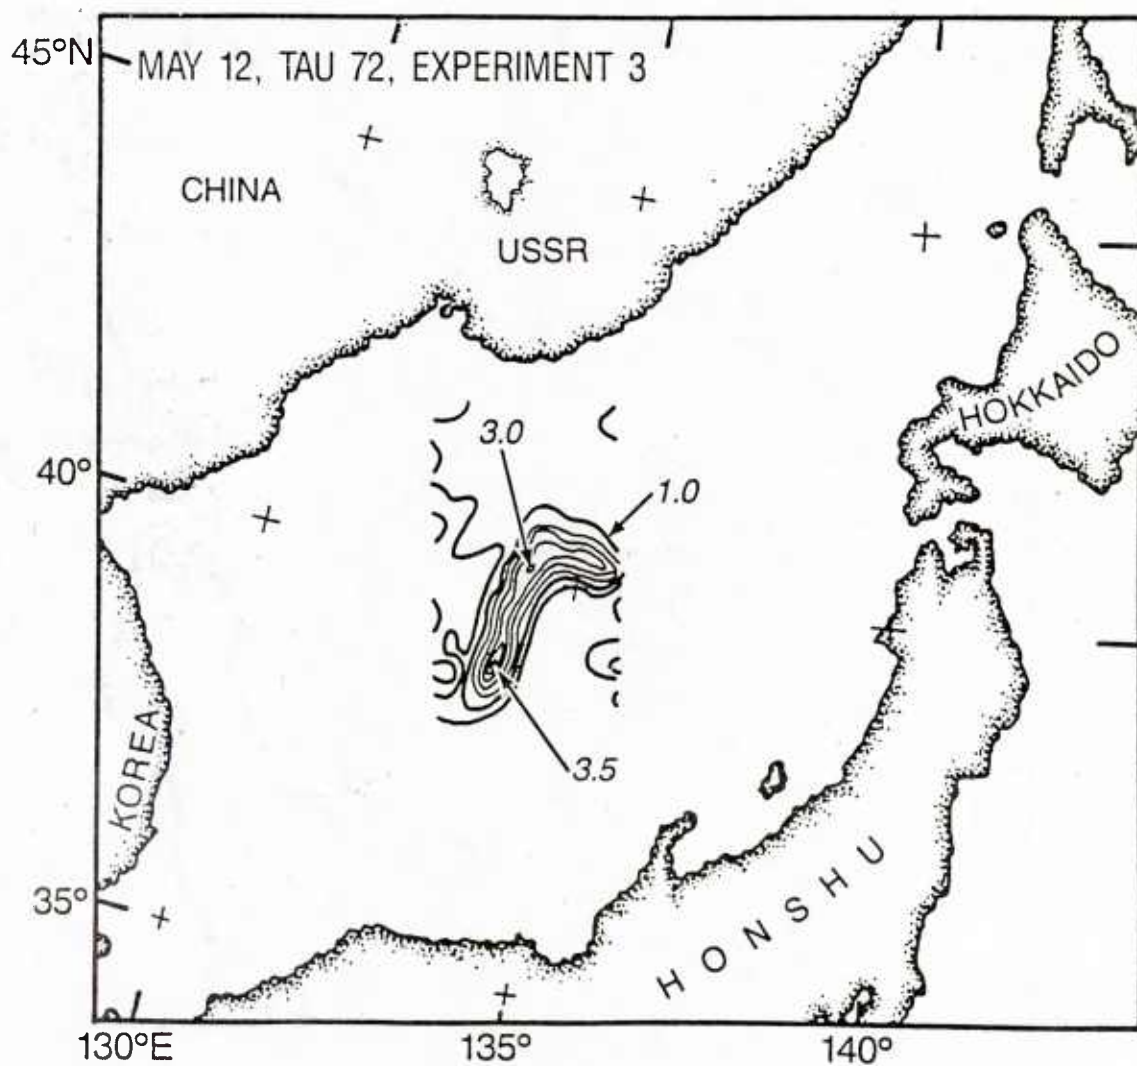 45°N
MAY 12, TAU 72, EXPERIMENT 3
CHINA
USSR
HOKKAIDO
3.0
40°
1.0
KOREA
3.5
35°
HONSHU
130°E
135°
140°